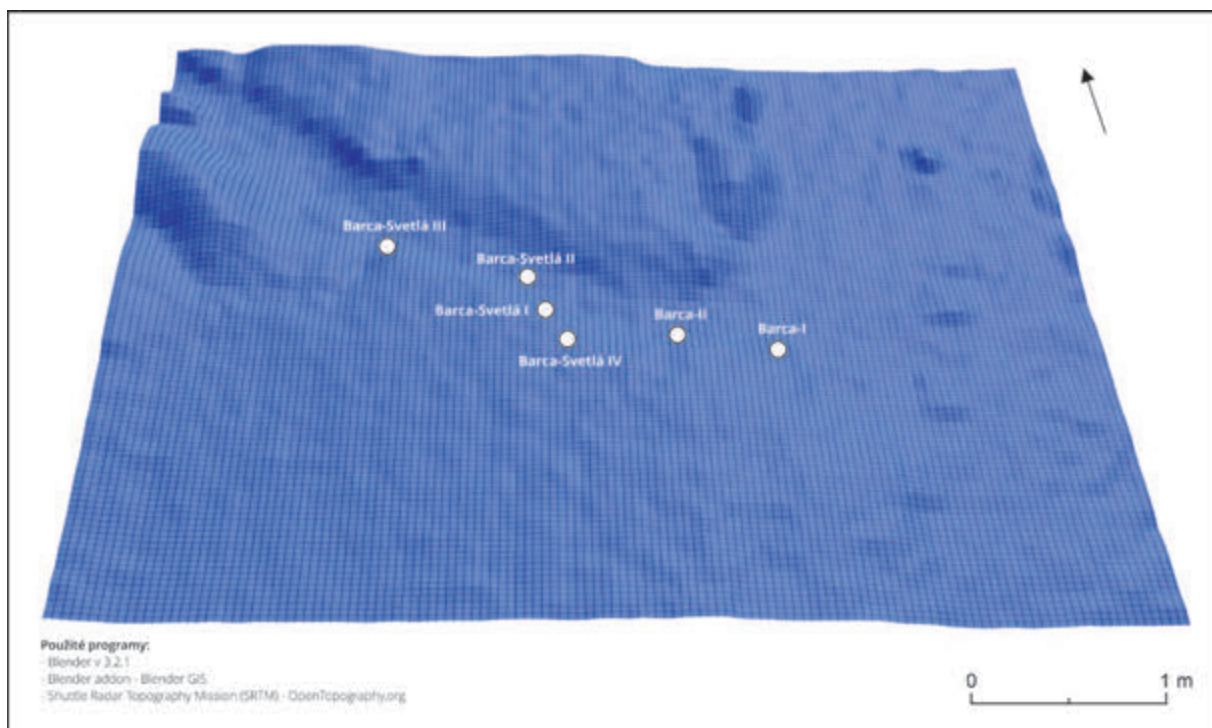 Barca-Svetlá III
Barca-Svetlá II
Barca-Svetlá I
Barca-II
Barca-I
Barca-Svetlá IV
Použité programy:
- Blender v 3.2.1
- Blender addon - Blender GIS
- Shuttle Radar Topography Mission (SRTM) - OpenTopography.org
0 1 m